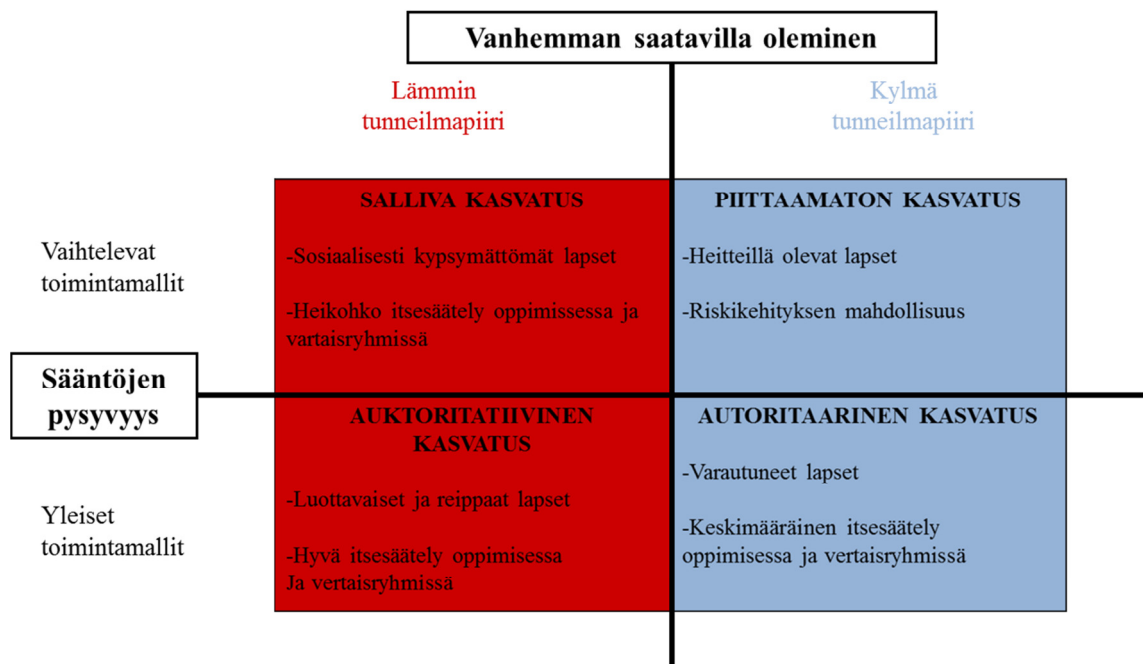 Vanhemman saatavilla oleminen
Lämmin
tunneilmapiiri
Kylmä
tunneilmapiiri
Vaihtelevat
toimintamallit
SALLIVA KASVATUS
-Sosiaalisesti kypsymättömät lapset
-Heikohko itsesäätely oppimissessa ja
vartaisryhmissä
PIITTAAMATON KASVATUS
-Heitteillä olevat lapset
-Riskikehityksen mahdollisuus
Sääntöjen
pysyvyys
Yleiset
toimintamallit
AUKTORITATIIVINEN
KASVATUS
-Luottavaiset ja reippaat lapset
-Hyvä itsesäätely oppimisessa
Ja vertaisryhmissä
AUTORITAARINEN KASVATUS
-Varautuneet lapset
-Keskimääräinen itsesäätely
oppimisessa ja vertaisryhmissä